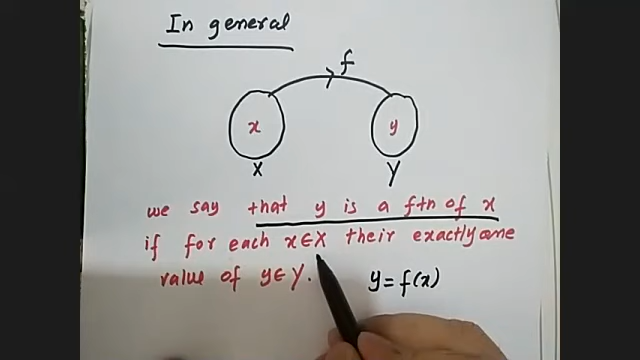 In general
f
x y
X Y
we say that y is a ftn of x
if for each x∈X their exactly one
value of y∈Y. y = f(x)